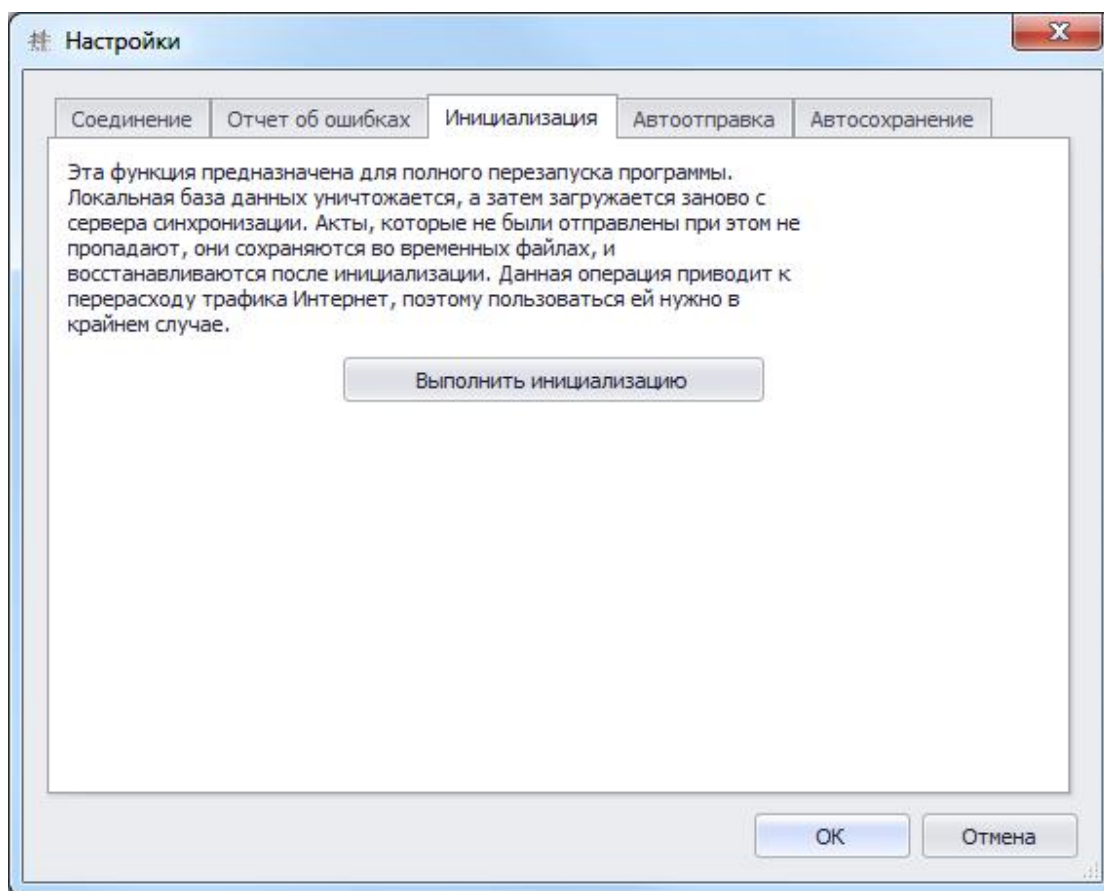 Настройки
Соединение Отчет об ошибках Инициализация Автоотправка Автосохранение
Эта функция предназначена для полного перезапуска программы.
Локальная база данных уничтожается, а затем загружается заново с
сервера синхронизации. Акты, которые не были отправлены при этом не
пропадают, они сохраняются во временных файлах, и
восстанавливаются после инициализации. Данная операция приводит к
перерасходу трафика Интернет, поэтому пользоваться ей нужно в
крайнем случае.
Выполнить инициализацию
ОК Отмена